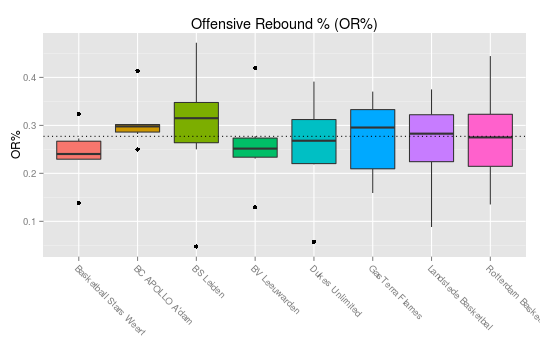 Offensive Rebound % (OR%)
OR%
0.4
0.3
0.2
0.1
Basketball Stars Weert
BC APOLLO A'dam
BS Leiden
BV Leeuwarden
Dukes Unlimited
GasTerra Flames
Landstede Basketbal
Rotterdam Baske